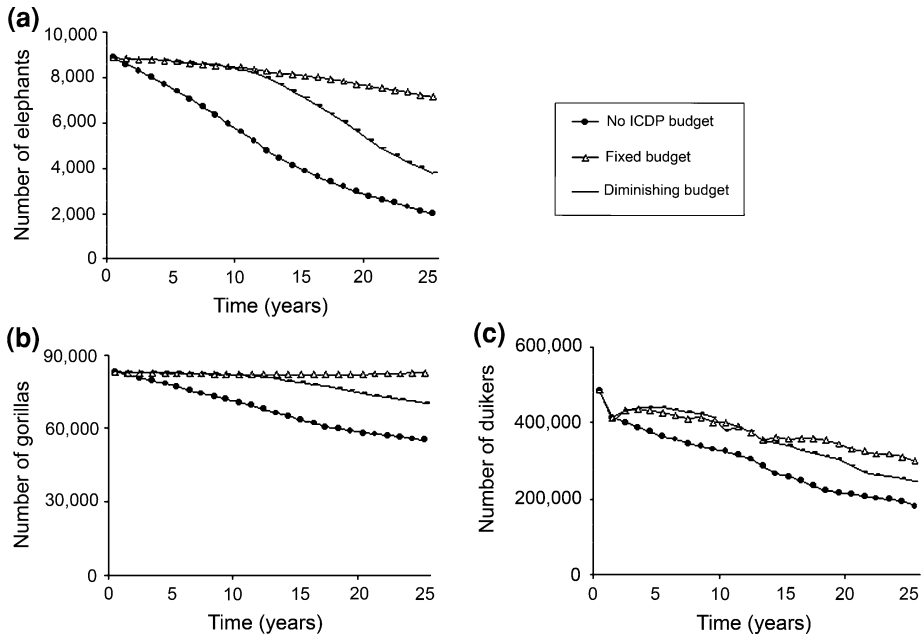 (a)
10,000
8,000
6,000
4,000
2,000
0
Number of elephants
0 5 10 15 20 25
Time (years)
No ICDP budget
Fixed budget
Diminishing budget
(b)
90,000
60,000
30,000
0
Number of gorillas
0 5 10 15 20 25
Time (years)
(c)
600,000
400,000
200,000
0
Number of duikers
0 5 10 15 20 25
Time (years)